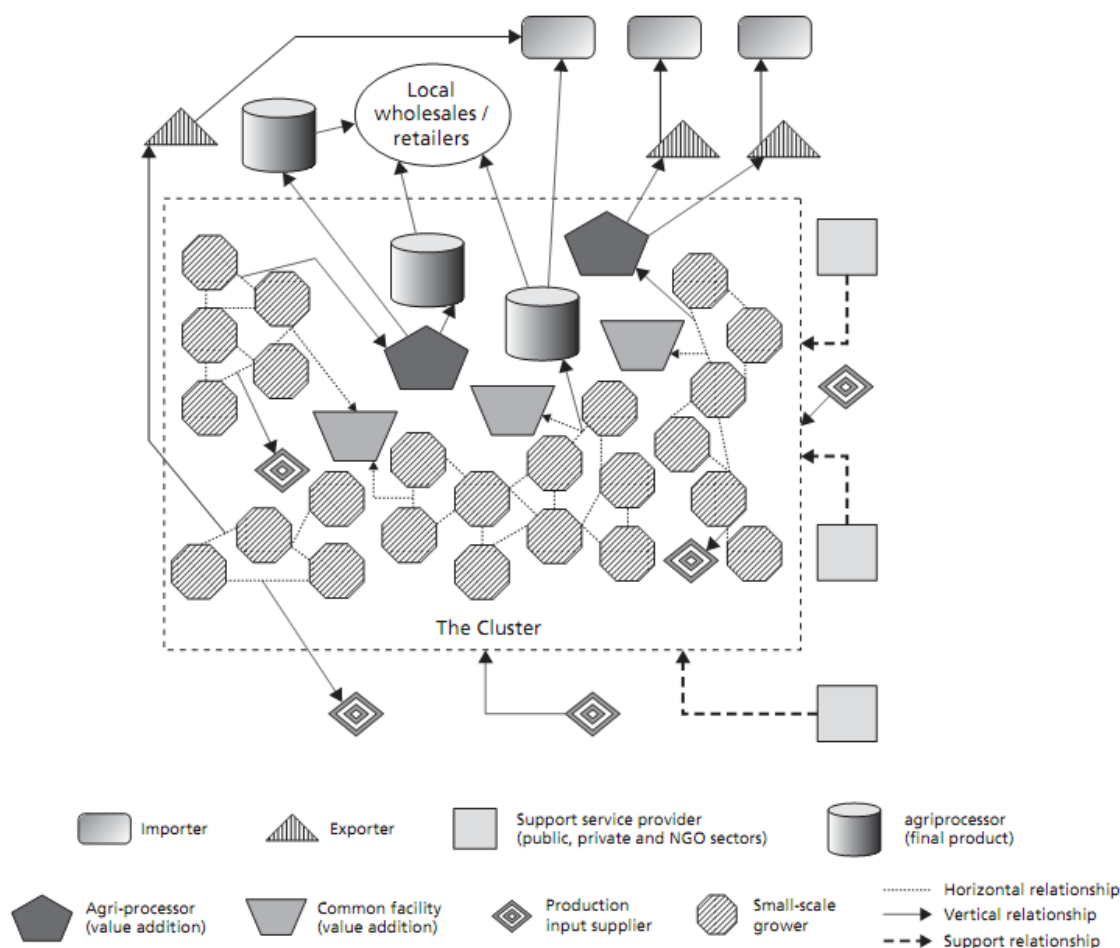 Local
wholesales /
retailers
The Cluster
Importer
Exporter
Support service provider
(public, private and NGO sectors)
agriprocessor
(final product)
Agri-processor
(value addition)
Common facility
(value addition)
Production
input supplier
Small-scale
grower
Horizontal relationship
Vertical relationship
Support relationship